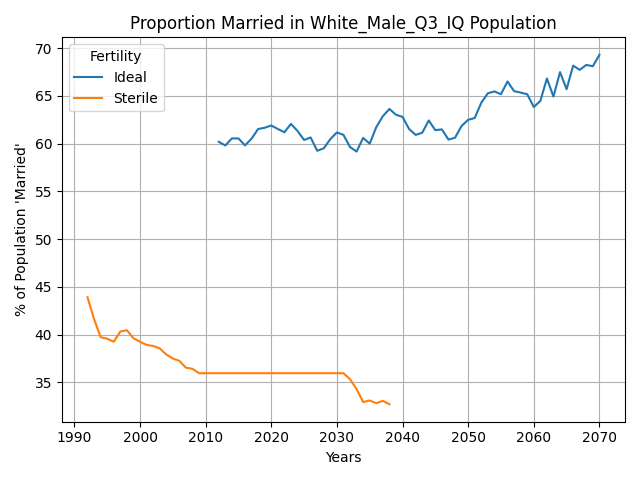 Proportion Married in White_Male_Q3_IQ Population
Fertility
Ideal
Sterile
% of Population 'Married'
70
65
60
55
50
45
40
35
1990
2000
2010
2020
2030
2040
2050
2060
2070
Years